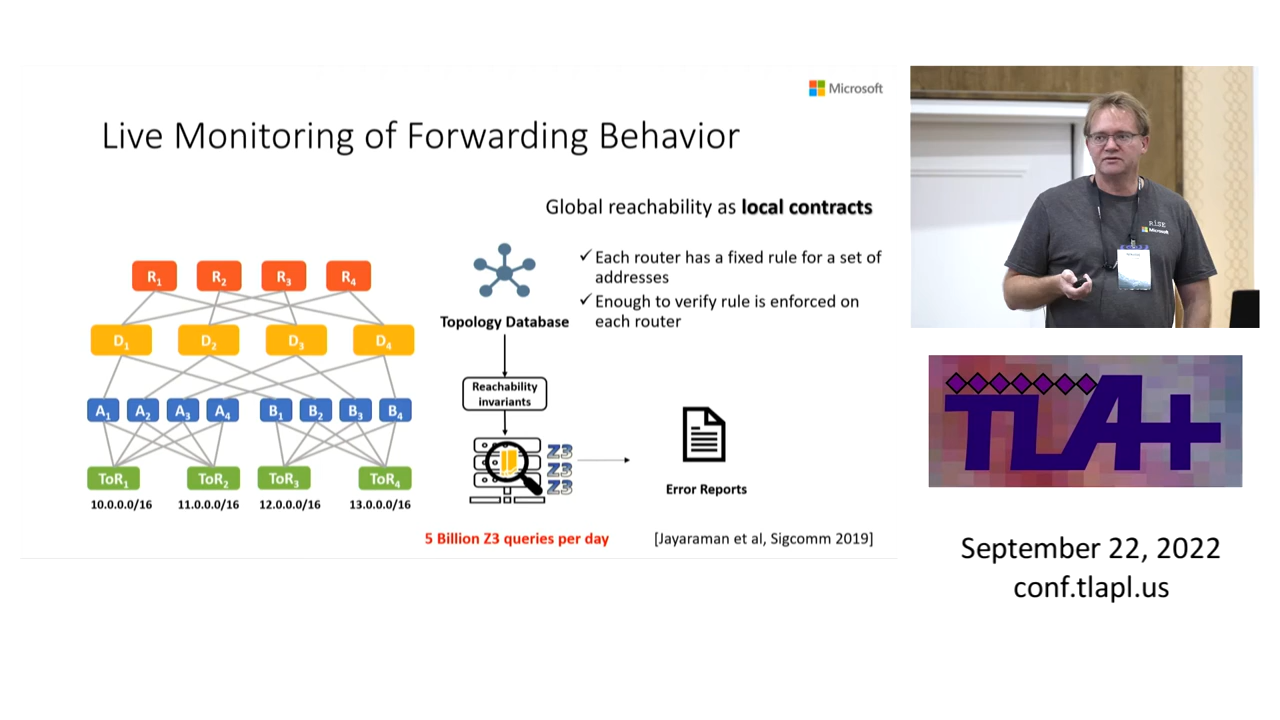 Microsoft
Live Monitoring of Forwarding Behavior
Global reachability as local contracts
✓ Each router has a fixed rule for a set of
addresses
✓ Enough to verify rule is enforced on
each router
R1 R2 R3 R4
D1 D2 D3 D4
A1 A2 A3 A4 B1 B2 B3 B4
ToR1 ToR2 ToR3 ToR4
10.0.0.0/16 11.0.0.0/16 12.0.0.0/16 13.0.0.0/16
Topology Database
Reachability
invariants
Z3
Z3
Z3
Error Reports
5 Billion Z3 queries per day
[Jayaraman et al, Sigcomm 2019]
RiSE
Microsoft
TLA+
September 22, 2022
conf.tlapl.us